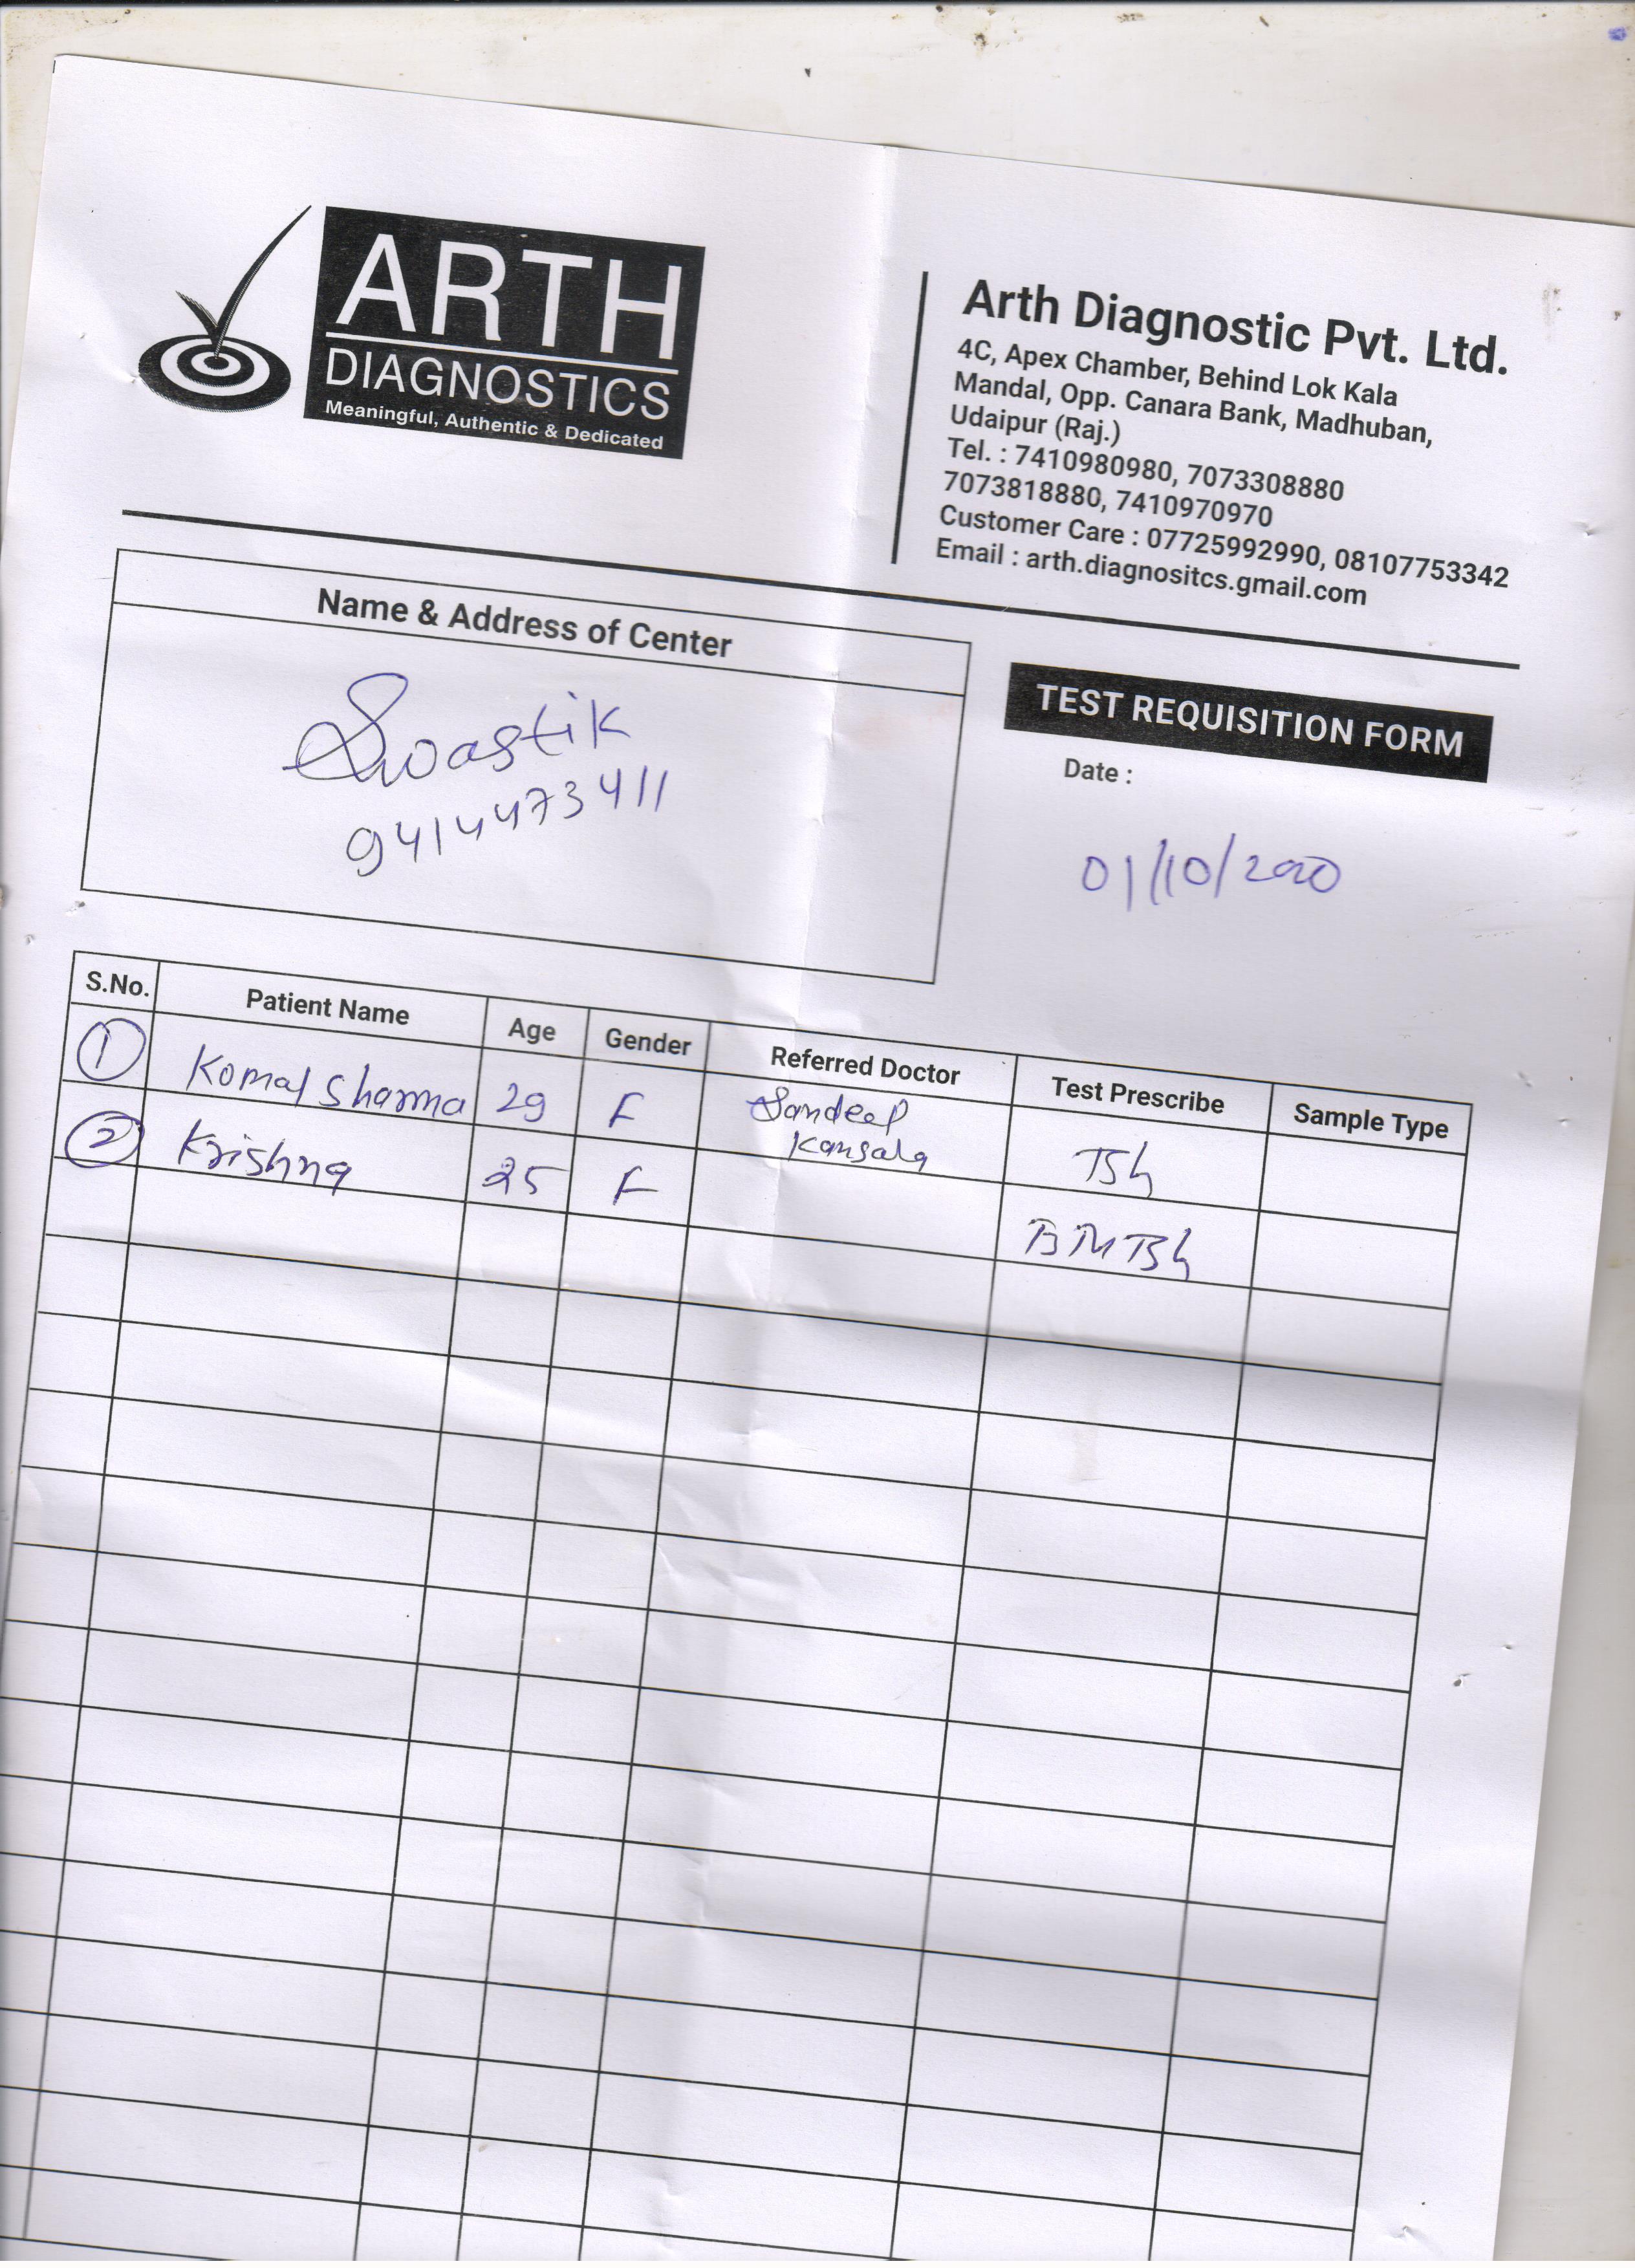 ARTH
DIAGNOSTICS
Meaningful, Authentic & Dedicated
Arth Diagnostic Pvt. Ltd.
4C, Apex Chamber, Behind Lok Kala
Mandal, Opp. Canara Bank, Madhuban,
Udaipur (Raj.)
Tel. : 7410980980, 7073308880
7073818880, 7410970970
Customer Care : 07725992990, 08107753342
Email : arth.diagnositcs.gmail.com
Name & Address of Center
Swastik
9414473411
TEST REQUISITION FORM
Date :
01/10/2020
S.No. Patient Name Age Gender Referred Doctor Test Prescribe Sample Type
1 Komal Sharma 29 F Sandeep Kansala TSh
2 Krishna 25 F TSh